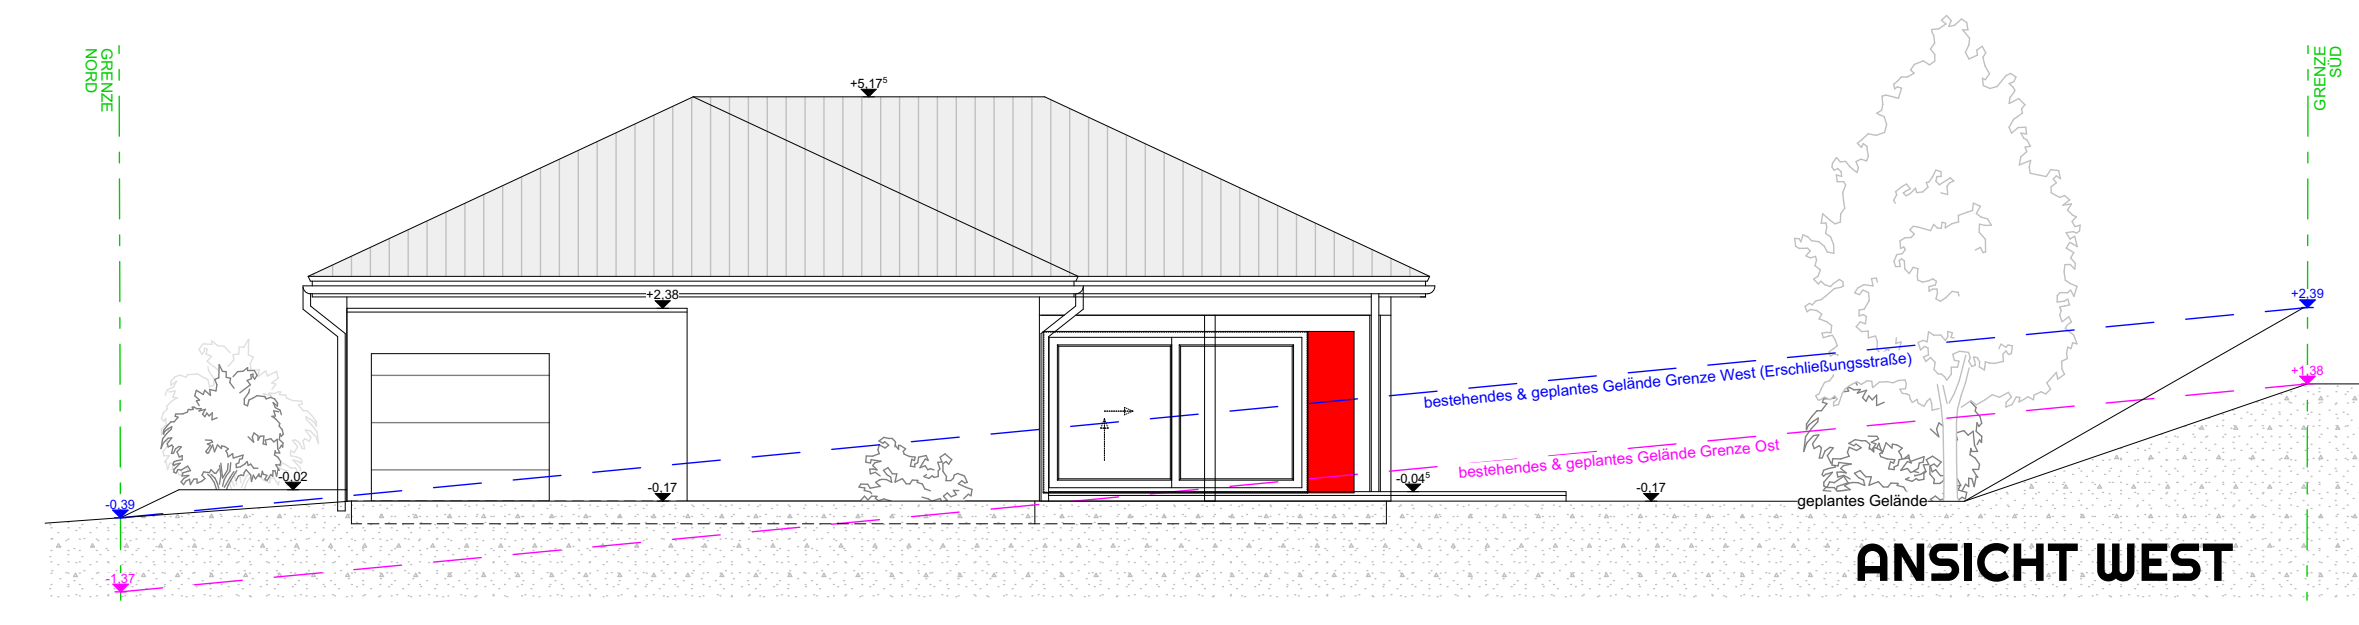 GRENZE
NORD
+5,17⁵
GRENZE
SÜD
+2,38
+2,39
+1,38
bestehendes & geplantes Gelände Grenze West (Erschließungsstraße)
bestehendes & geplantes Gelände Grenze Ost
-0,02
-0,17
-0,04⁵
-0,17
-0,39
geplantes Gelände
-1,37
ANSICHT WEST